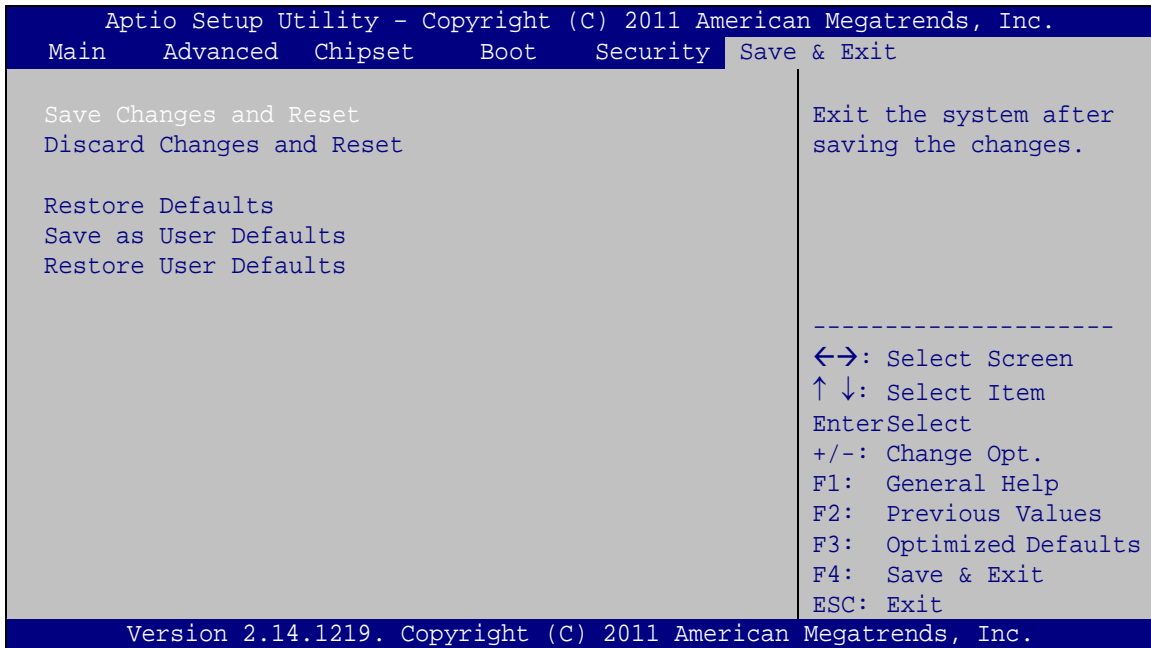 Aptio Setup Utility – Copyright (C) 2011 American Megatrends, Inc.
Main Advanced Chipset Boot Security Save & Exit
Save Changes and Reset
Discard Changes and Reset
Restore Defaults
Save as User Defaults
Restore User Defaults
Exit the system after
saving the changes.
---------------------
←→: Select Screen
↑ ↓: Select Item
EnterSelect
+/-: Change Opt.
F1: General Help
F2: Previous Values
F3: Optimized Defaults
F4: Save & Exit
ESC: Exit
Version 2.14.1219. Copyright (C) 2011 American Megatrends, Inc.